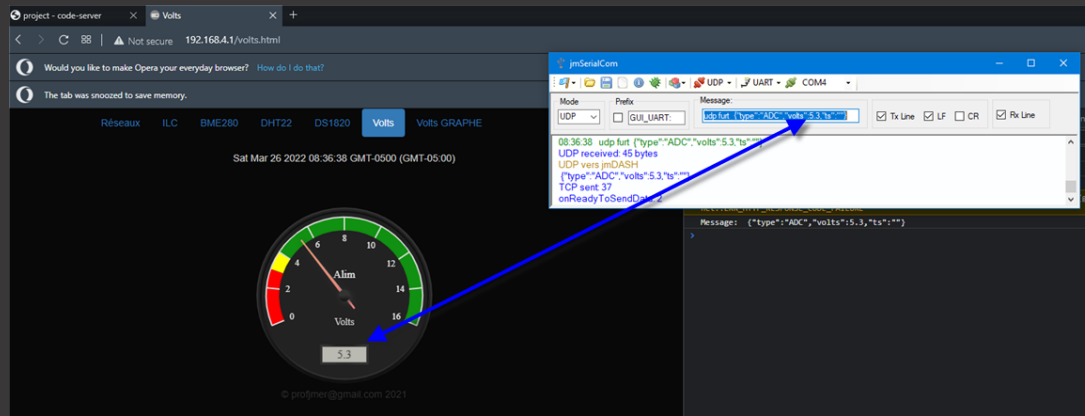 project - code-server
Volts
Not secure 192.168.4.1/volts.html
Would you like to make Opera your everyday browser? How do I do that?
The tab was snoozed to save memory.
Réseaux ILC BME280 DHT22 DS1820 Volts Volts GRAPHE
Sat Mar 26 2022 08:36:38 GMT-0500 (GMT-05:00)
0 2 4 6 8 10 12 14 16
Alim
Volts
5.3
© profjmer@gmail.com 2021
jmSerialCom
UDP UART COM4
Mode Prefix Message:
UDP GUI_UART: udp furt {"type":"ADC","volts":5.3,"ts":""} Tx Line LF CR Rx Line
08:36:38 udp furt {"type":"ADC","volts":5.3,"ts":""}
UDP received: 45 bytes
UDP vers jmDASH
{"type":"ADC","volts":5.3,"ts":""}
TCP sent: 37
onReadyToSendData: 2
Message: {"type":"ADC","volts":5.3,"ts":""}